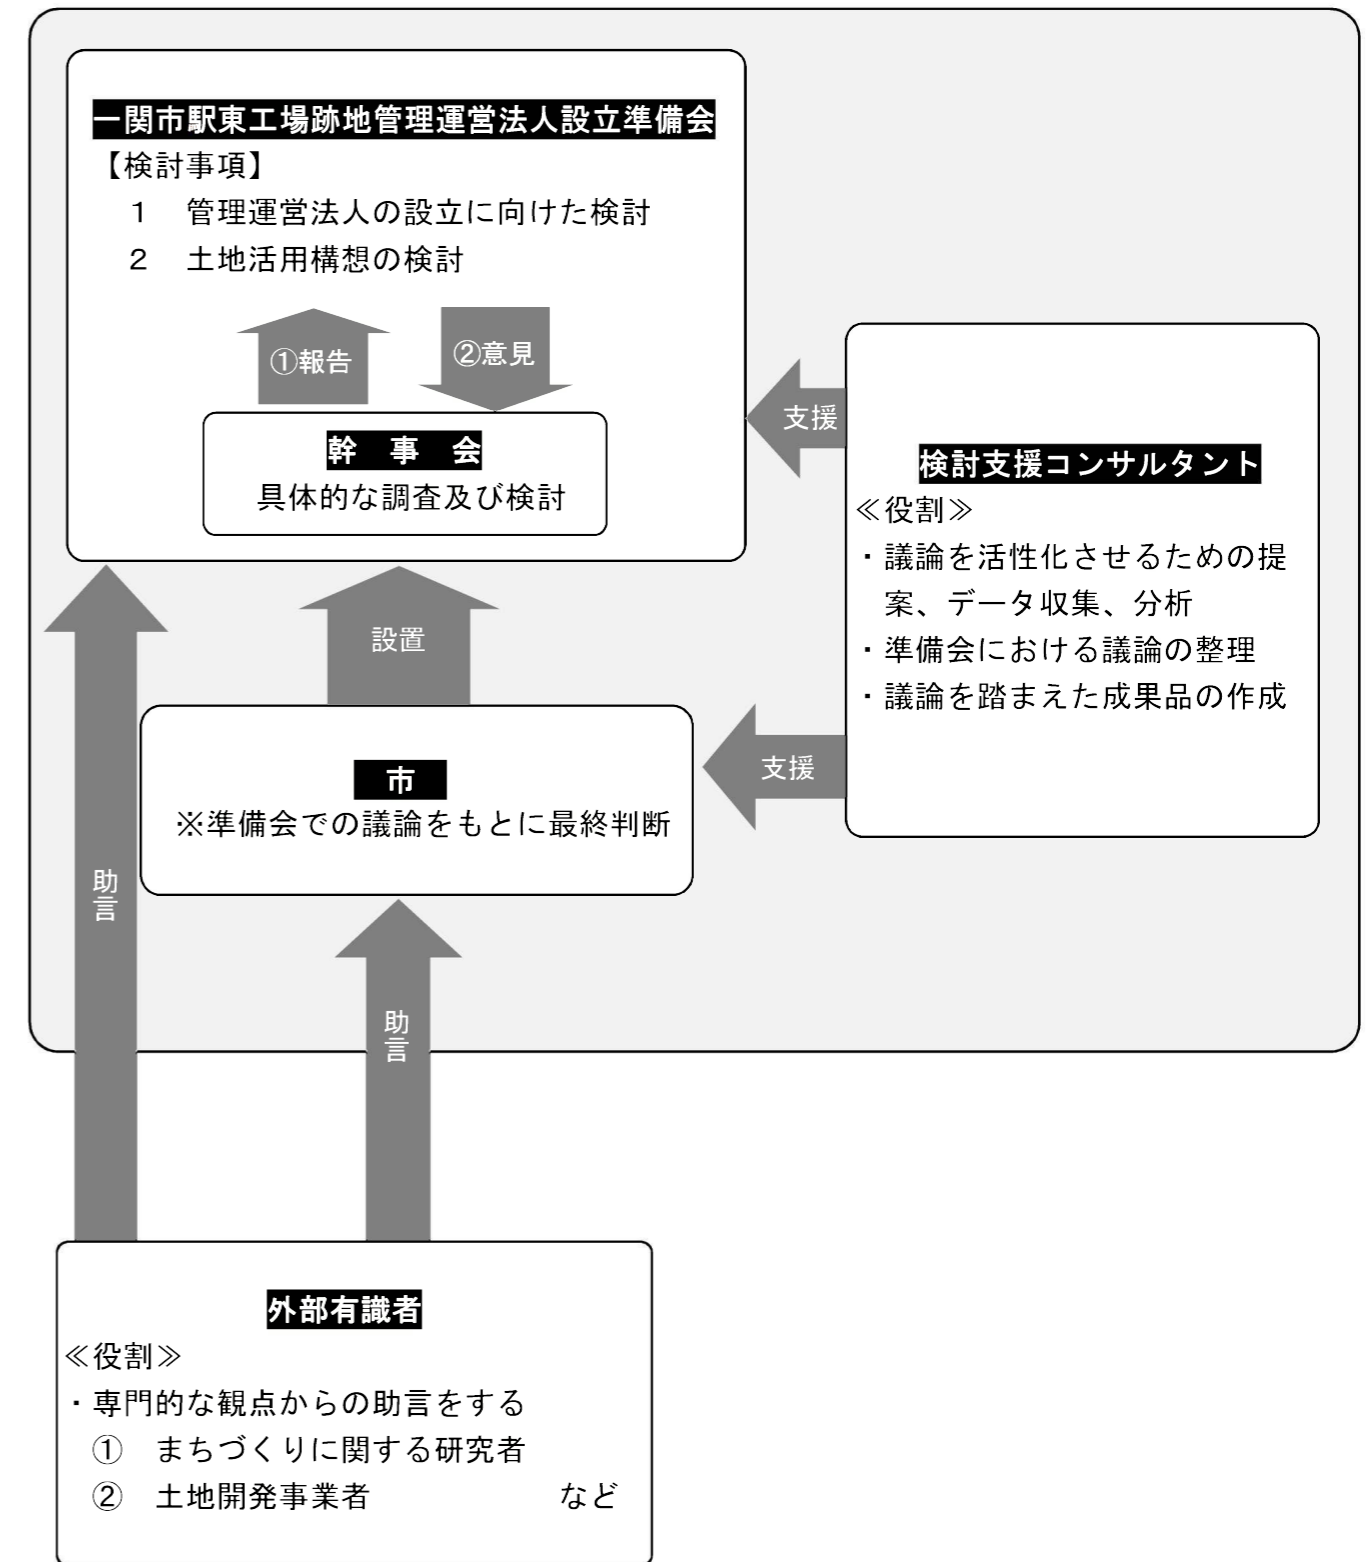 一関市駅東工場跡地管理運営法人設立準備会
【検討事項】
1 管理運営法人の設立に向けた検討
2 土地活用構想の検討
①報告
②意見
幹 事 会
具体的な調査及び検討
支援
検討支援コンサルタント
≪役割≫
・議論を活性化させるための提
案、データ収集、分析
・準備会における議論の整理
・議論を踏まえた成果品の作成
設置
支援
市
※準備会での議論をもとに最終判断
助言
助言
外部有識者
≪役割≫
・専門的な観点からの助言をする
① まちづくりに関する研究者
② 土地開発事業者 など